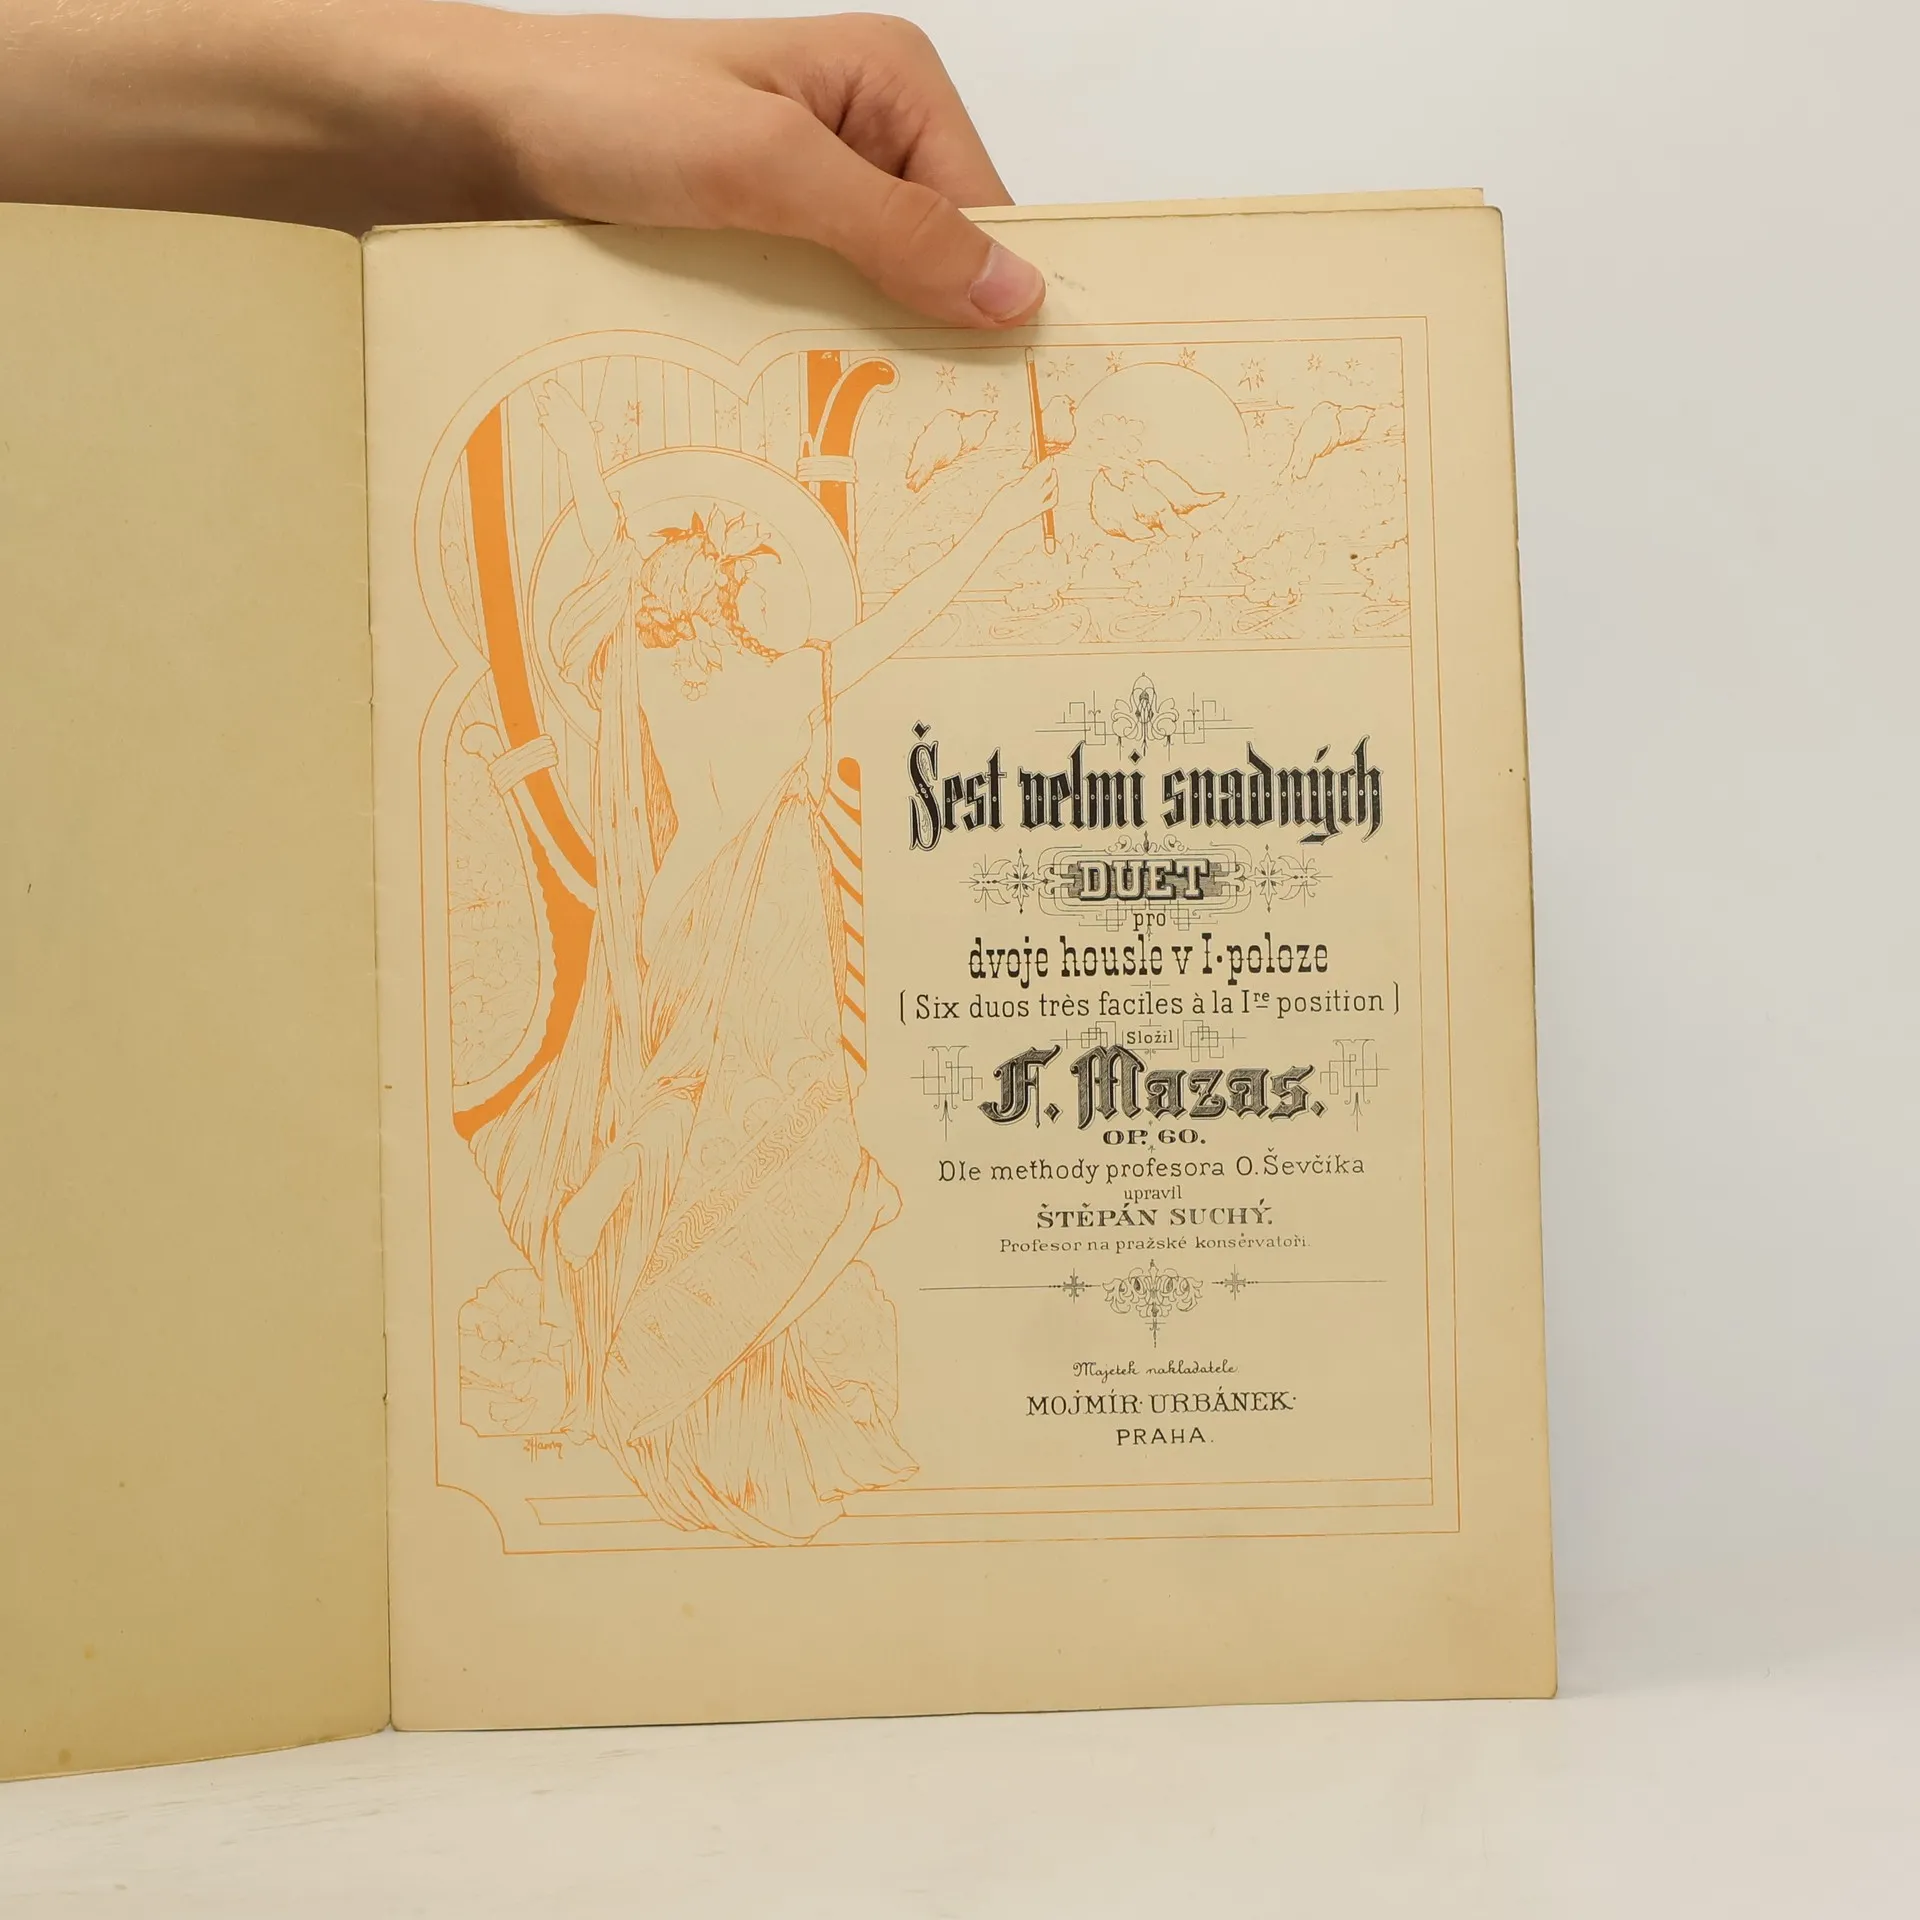 Šest velmi snadných
DUET
pro
dvoje housle v I. poloze
(Six duos très faciles à la Ire position)
Složil
F. Mazas.
OP. 60.
Dle methody profesora O. Ševčíka
upravil
ŠTĚPÁN SUCHÝ.
Profesor na pražské konservatoři.
Majetek nakladatele
MOJMÍR URBÁNEK
PRAHA.